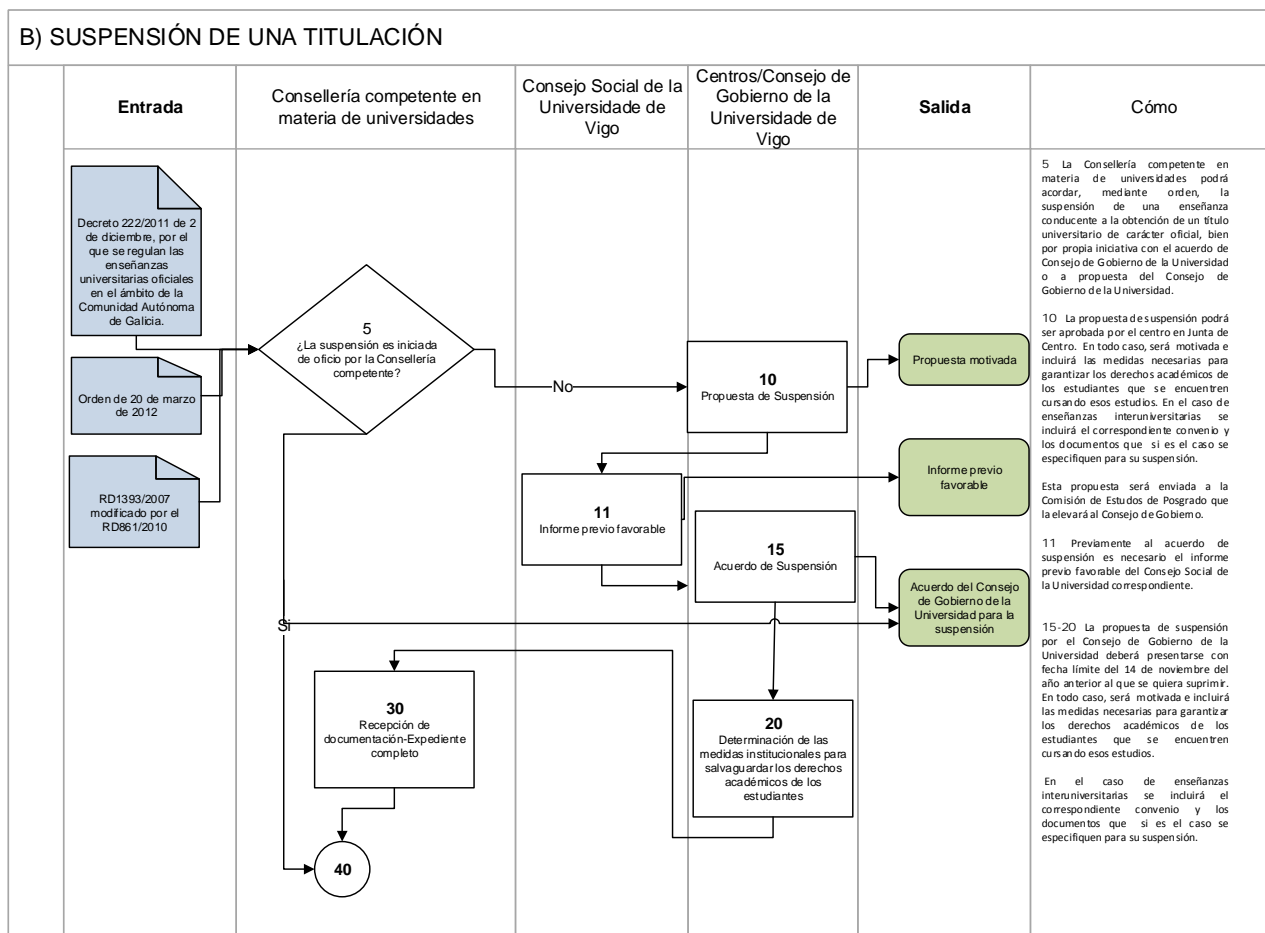 B) SUSPENSIÓN DE UNA TITULACIÓN
Entrada
Consellería competente en
materia de universidades
Consejo Social de la
Universidade de
Vigo
Centros/Consejo de
Gobierno de la
Universidade de
Vigo
Salida
Cómo
Decreto 222/2011 de 2
de diciembre, por el
que se regulan las
enseñanzas
universitarias oficiales
en el ámbito de la
Comunidad Autónoma
de Galicia.
Orden de 20 de marzo
de 2012
RD1393/2007
modificado por el
RD861/2010
5
¿La suspensión es iniciada
de oficio por la Consellería
competente?
No
Si
10
Propuesta de Suspensión
11
Informe previo favorable
15
Acuerdo de Suspensión
20
Determinación de las
medidas institucionales para
salvaguardar los derechos
académicos de los
estudiantes
30
Recepción de
documentación-Expediente
completo
40
Propuesta motivada
Informe previo
favorable
Acuerdo del Consejo
de Gobierno de la
Universidad para la
suspensión
5 La Consellería competente en
materia de universidades podrá
acordar, mediante orden, la
suspensión de una enseñanza
conducente a la obtención de un título
universitario de carácter oficial, bien
por propia iniciativa con el acuerdo de
Consejo de Gobierno de la Universidad
o a propuesta del Consejo de
Gobierno de la Universidad.
10 La propuesta de suspensión podrá
ser aprobada por el centro en Junta de
Centro. En todo caso, será motivada e
incluirá las medidas necesarias para
garantizar los derechos académicos de
los estudiantes que se encuentren
cursando esos estudios. En el caso de
enseñanzas interuniversitarias se
incluirá el correspondiente convenio y
los documentos que si es el caso se
especifiquen para su suspensión.
Esta propuesta será enviada a la
Comisión de Estudos de Posgrado que
la elevará al Consejo de Gobierno.
11 Previamente al acuerdo de
suspensión es necesario el informe
previo favorable del Consejo Social de
la Universidad correspondiente.
15-20 La propuesta de suspensión
por el Consejo de Gobierno de la
Universidad deberá presentarse con
fecha límite del 14 de noviembre del
año anterior al que se quiera suprimir.
En todo caso, será motivada e incluirá
las medidas necesarias para garantizar
los derechos académicos de los
estudiantes que se encuentren
cursando esos estudios.
En el caso de enseñanzas
interuniversitarias se incluirá el
correspondiente convenio y los
documentos que si es el caso se
especifiquen para su suspensión.